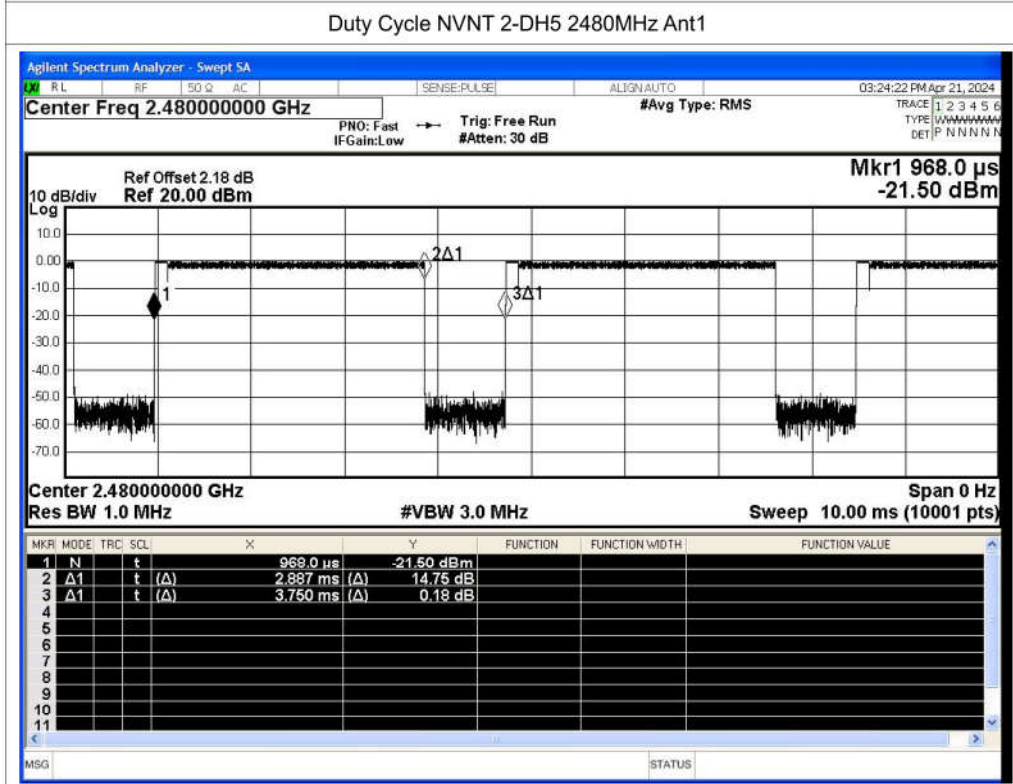 Duty Cycle NVNT 2-DH5 2480MHz Ant1
Agilent Spectrum Analyzer - Swept SA
LXI RL RF 50 Ω AC SENSE:PULSE ALIGN AUTO 03:24:22 PM Apr 21, 2024
Center Freq 2.480000000 GHz #Avg Type: RMS TRACE 1 2 3 4 5 6
PNO: Fast Trig: Free Run TYPE WWWWWW
IFGain:Low #Atten: 30 dB DET P N N N N N
Mkr1 968.0 µs
Ref Offset 2.18 dB
10 dB/div Ref 20.00 dBm -21.50 dBm
Log
10.0
0.00 2Δ1
-10.0 1 3Δ1
-20.0
-30.0
-40.0
-50.0
-60.0
-70.0
Center 2.480000000 GHz Span 0 Hz
Res BW 1.0 MHz #VBW 3.0 MHz Sweep 10.00 ms (10001 pts)
MKR MODE TRC SCL X Y FUNCTION FUNCTION WIDTH FUNCTION VALUE
1 N t 968.0 µs -21.50 dBm
2 Δ1 t (Δ) 2.887 ms (Δ) 14.75 dB
3 Δ1 t (Δ) 3.750 ms (Δ) 0.18 dB
4
5
6
7
8
9
10
11
MSG STATUS